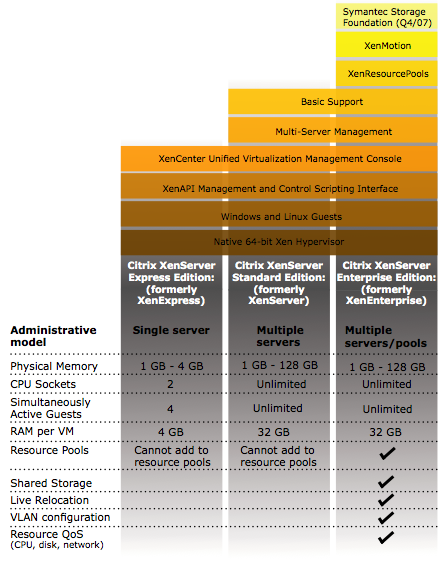 Symantec Storage
Foundation (Q4/07)
XenMotion
XenResourcePools
Basic Support
Multi-Server Management
XenCenter Unified Virtualization Management Console
XenAPI Management and Control Scripting Interface
Windows and Linux Guests
Native 64-bit Xen Hypervisor
Citrix XenServer
Express Edition:
(formerly
XenExpress)
Citrix XenServer
Standard Edition:
(formerly
XenServer)
Citrix XenServer
Enterprise Edition:
(formerly
XenEnterprise)
Administrative
model
Single server
Multiple
servers
Multiple
servers/pools
Physical Memory 1 GB - 4 GB 1 GB - 128 GB 1 GB - 128 GB
CPU Sockets 2 Unlimited Unlimited
Simultaneously
Active Guests 4 Unlimited Unlimited
RAM per VM 4 GB 32 GB 32 GB
Resource Pools
Cannot add to
resource pools
Cannot add to
resource pools
✔
Shared Storage ✔
Live Relocation ✔
VLAN configuration ✔
Resource QoS ✔
(CPU, disk, network)